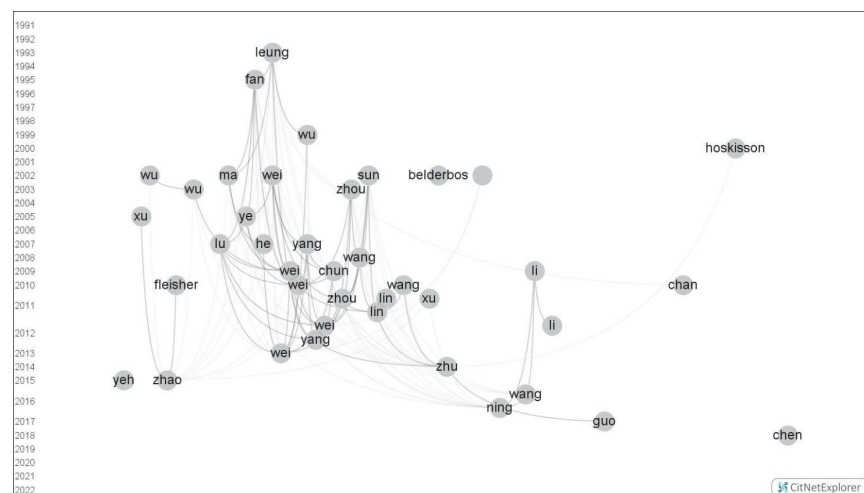 1991
1992
1993
leung
1994
1995
fan
1996
1997
1998
1999
wu
2000
hoskisson
2001
2002
wu
ma
wei
sun
belderbos
2003
wu
zhou
2004
2005
xu
ye
2006
2007
lu
he
yang
2008
wang
2009
wei
chun
li
2010
fleisher
wei
wang
chan
2011
zhou
lin
xu
lin
2012
wei
li
yang
2013
wei
2014
zhu
2015
yeh
zhao
2016
wang
ning
2017
guo
2018
chen
2019
2020
2021
2022
CitNetExplorer